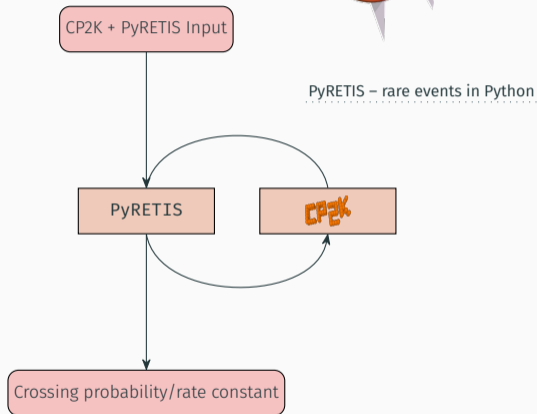 CP2K + PyRETIS Input
PyRETIS – rare events in Python
PyRETIS
CP2K
Crossing probability/rate constant